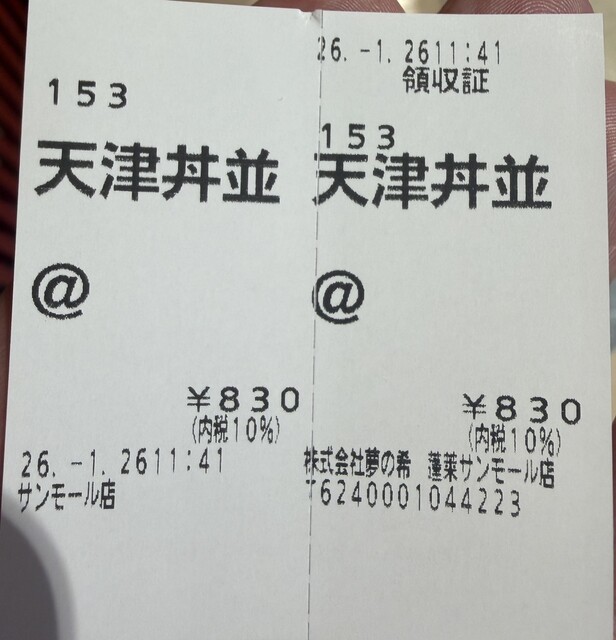 153
天津丼並
@
¥830
(内税10%)
26.-1.2611:41
サンモール店
26.-1.2611:41
領収証
153
天津丼並
@
¥830
(内税10%)
株式会社夢の希 蓬莱サンモール店
T6240001044223